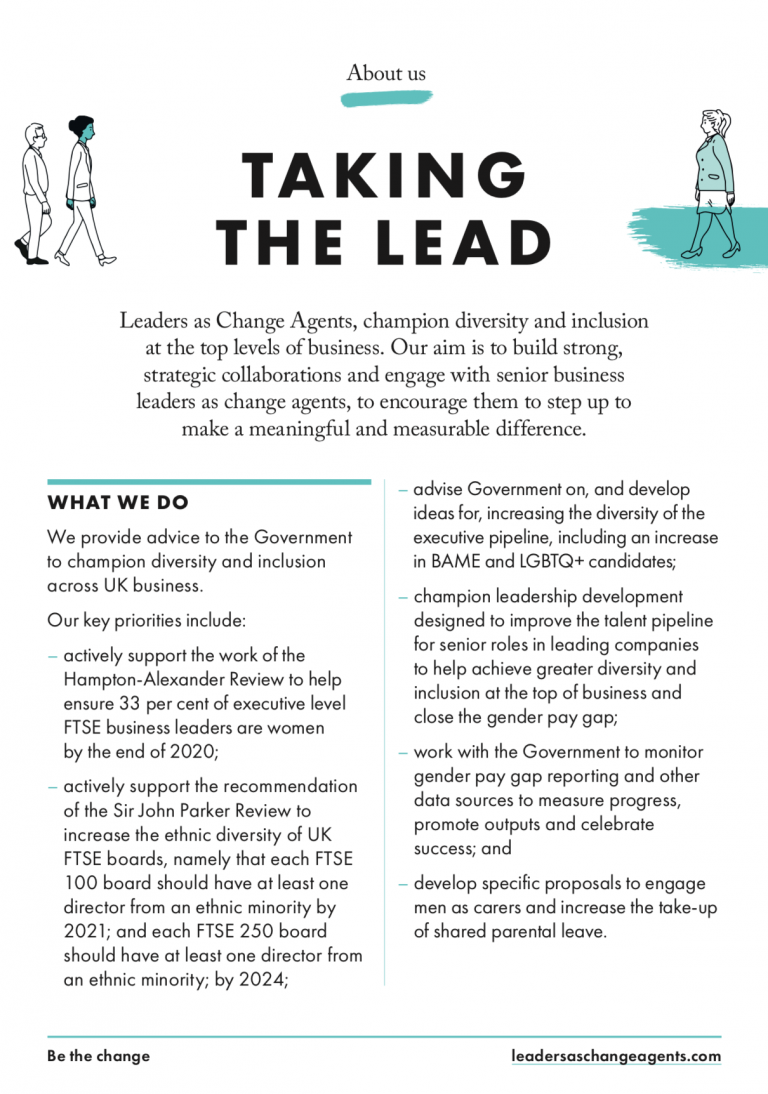 About us
TAKING
THE LEAD
Leaders as Change Agents, champion diversity and inclusion
at the top levels of business. Our aim is to build strong,
strategic collaborations and engage with senior business
leaders as change agents, to encourage them to step up to
make a meaningful and measurable difference.
WHAT WE DO
We provide advice to the Government
to champion diversity and inclusion
across UK business.
Our key priorities include:
– actively support the work of the
Hampton-Alexander Review to help
ensure 33 per cent of executive level
FTSE business leaders are women
by the end of 2020;
– actively support the recommendation
of the Sir John Parker Review to
increase the ethnic diversity of UK
FTSE boards, namely that each FTSE
100 board should have at least one
director from an ethnic minority by
2021; and each FTSE 250 board
should have at least one director from
an ethnic minority; by 2024;
– advise Government on, and develop
ideas for, increasing the diversity of the
executive pipeline, including an increase
in BAME and LGBTQ+ candidates;
– champion leadership development
designed to improve the talent pipeline
for senior roles in leading companies
to help achieve greater diversity and
inclusion at the top of business and
close the gender pay gap;
– work with the Government to monitor
gender pay gap reporting and other
data sources to measure progress,
promote outputs and celebrate
success; and
– develop specific proposals to engage
men as carers and increase the take-up
of shared parental leave.
Be the change
leadersaschangeagents.com